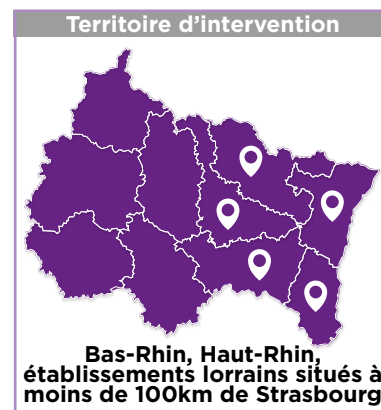 Territoire d'intervention
Bas-Rhin, Haut-Rhin,
établissements lorrains situés à
moins de 100km de Strasbourg